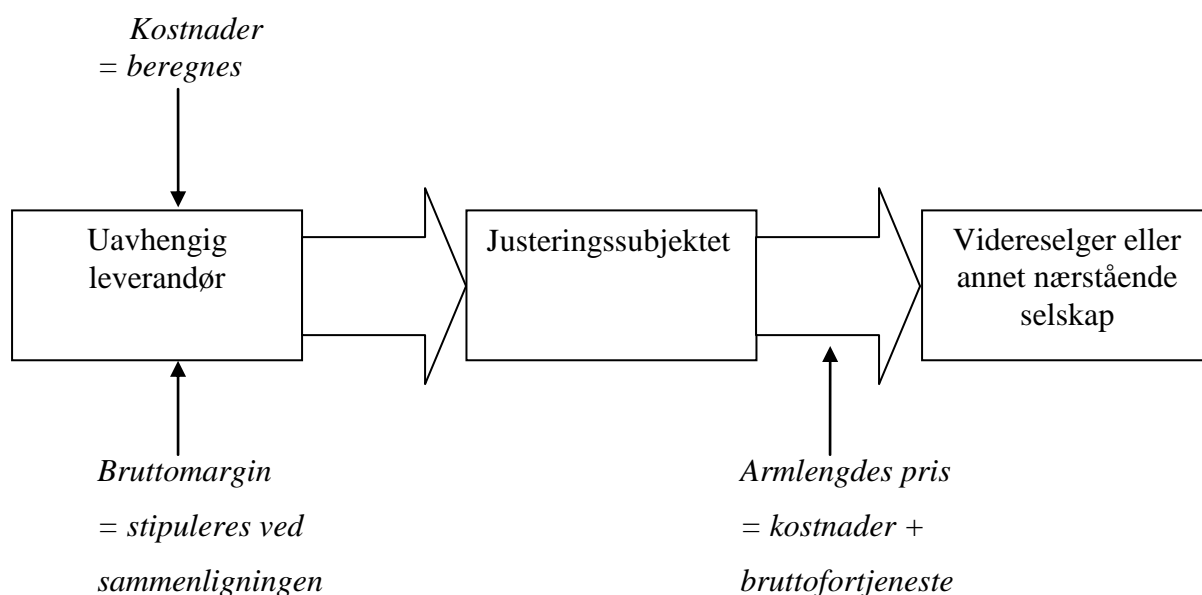 Kostnader
= beregnes
Uavhengig
leverandør
Justeringssubjektet
Videreselger eller
annet nærstående
selskap
Bruttomargin
= stipuleres ved
sammenligningen
Armlengdes pris
= kostnader +
bruttofortjeneste